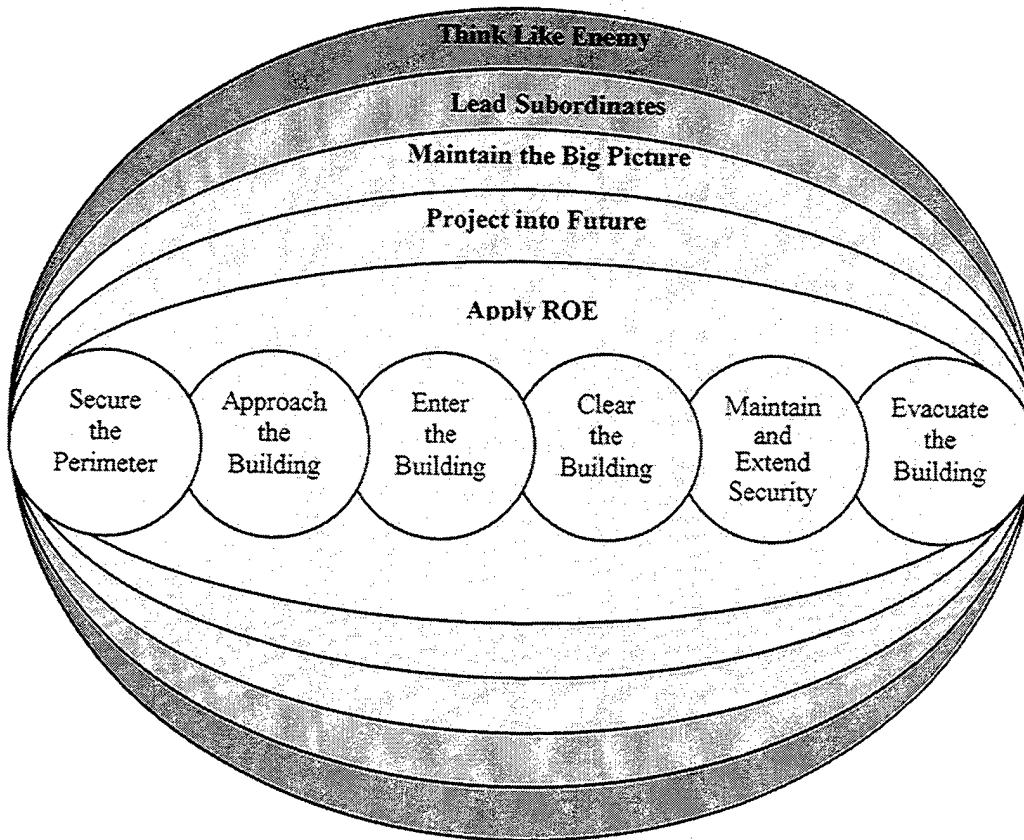 Think Like Enemy
Lead Subordinates
Maintain the Big Picture
Project into Future
Apply ROE
Secure
the
Perimeter
Approach
the
Building
Enter
the
Building
Clear
the
Building
Maintain
and
Extend
Security
Evacuate
the
Building